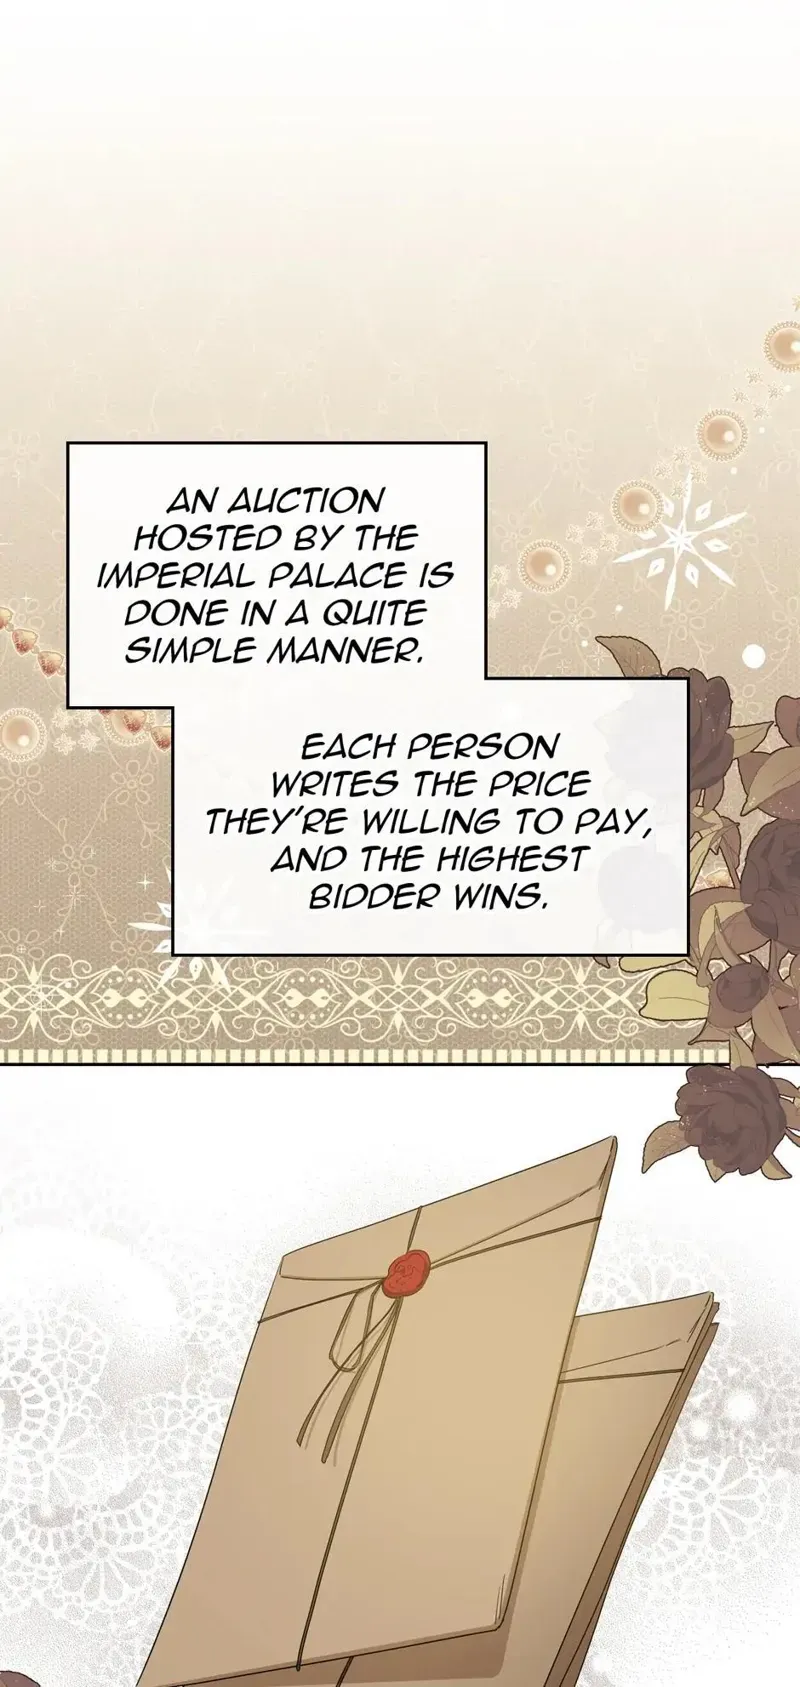 AN AUCTION
HOSTED BY THE
IMPERIAL PALACE IS
DONE IN A QUITE
SIMPLE MANNER.
EACH PERSON
WRITES THE PRICE
THEY'RE WILLING TO PAY,
AND THE HIGHEST
BIDDER WINS.